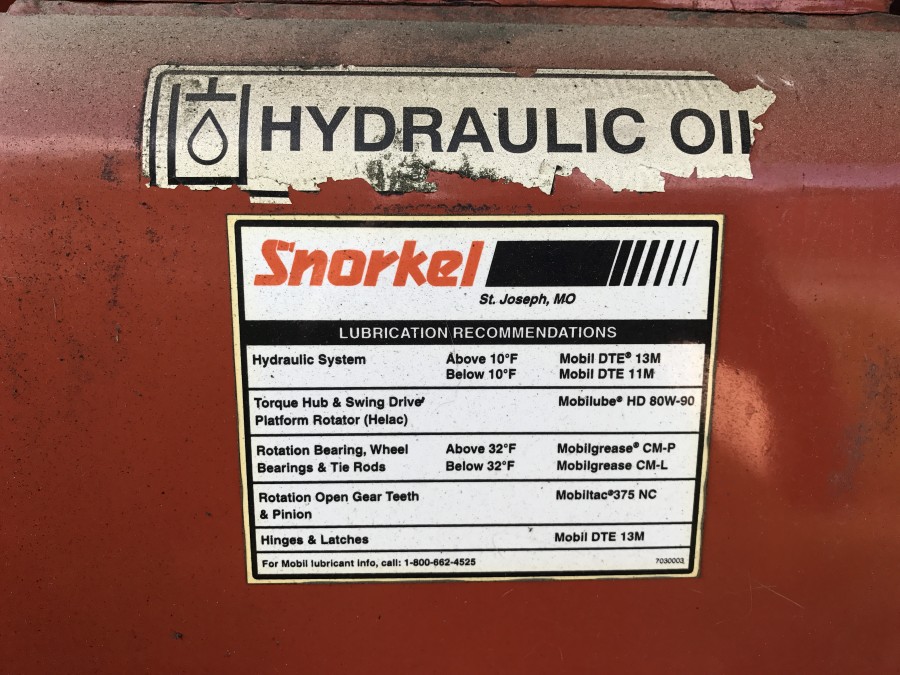 HYDRAULIC OIL
Snorkel
St. Joseph, MO
LUBRICATION RECOMMENDATIONS
Hydraulic System Above 10°F Mobil DTE® 13M
Below 10°F Mobil DTE 11M
Torque Hub & Swing Drive Mobilube® HD 80W-90
Platform Rotator (Helac)
Rotation Bearing, Wheel Above 32°F Mobilgrease® CM-P
Bearings & Tie Rods Below 32°F Mobilgrease CM-L
Rotation Open Gear Teeth Mobiltac®375 NC
& Pinion
Hinges & Latches Mobil DTE 13M
For Mobil lubricant info, call: 1-800-662-4525 7030003